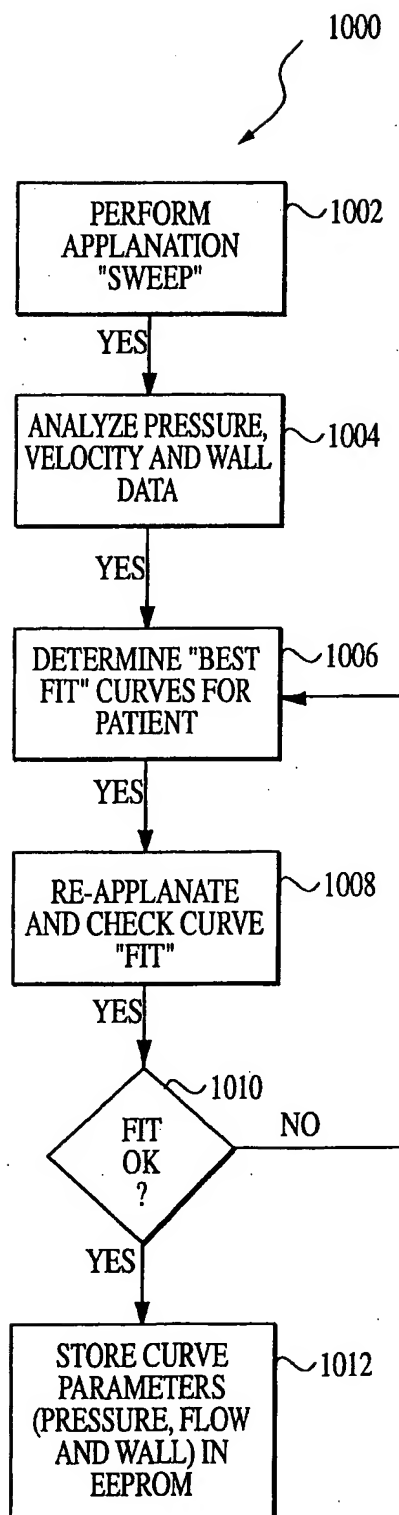 1000
PERFORM
APPLANATION
"SWEEP"
1002
YES
ANALYZE PRESSURE,
VELOCITY AND WALL
DATA
1004
YES
DETERMINE "BEST
FIT" CURVES FOR
PATIENT
1006
YES
RE-APPLANATE
AND CHECK CURVE
"FIT"
1008
YES
1010
FIT
OK
?
NO
YES
STORE CURVE
PARAMETERS
(PRESSURE, FLOW
AND WALL) IN
EEPROM
1012